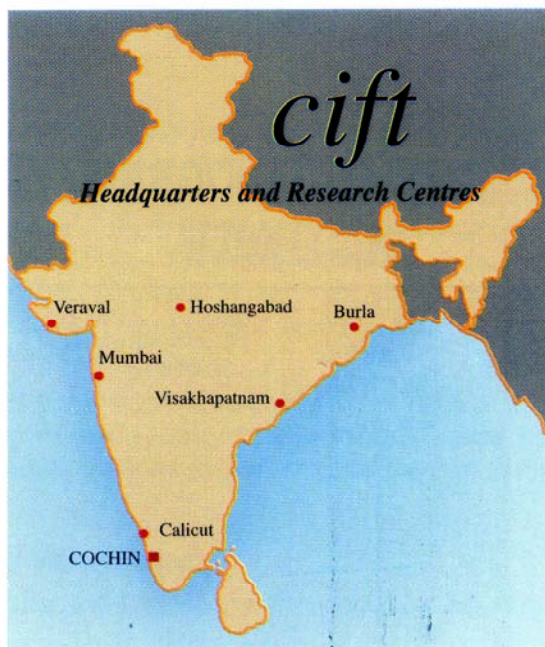 cift
Headquarters and Research Centres
Veraval
Hoshangabad
Burla
Mumbai
Visakhapatnam
Calicut
COCHIN